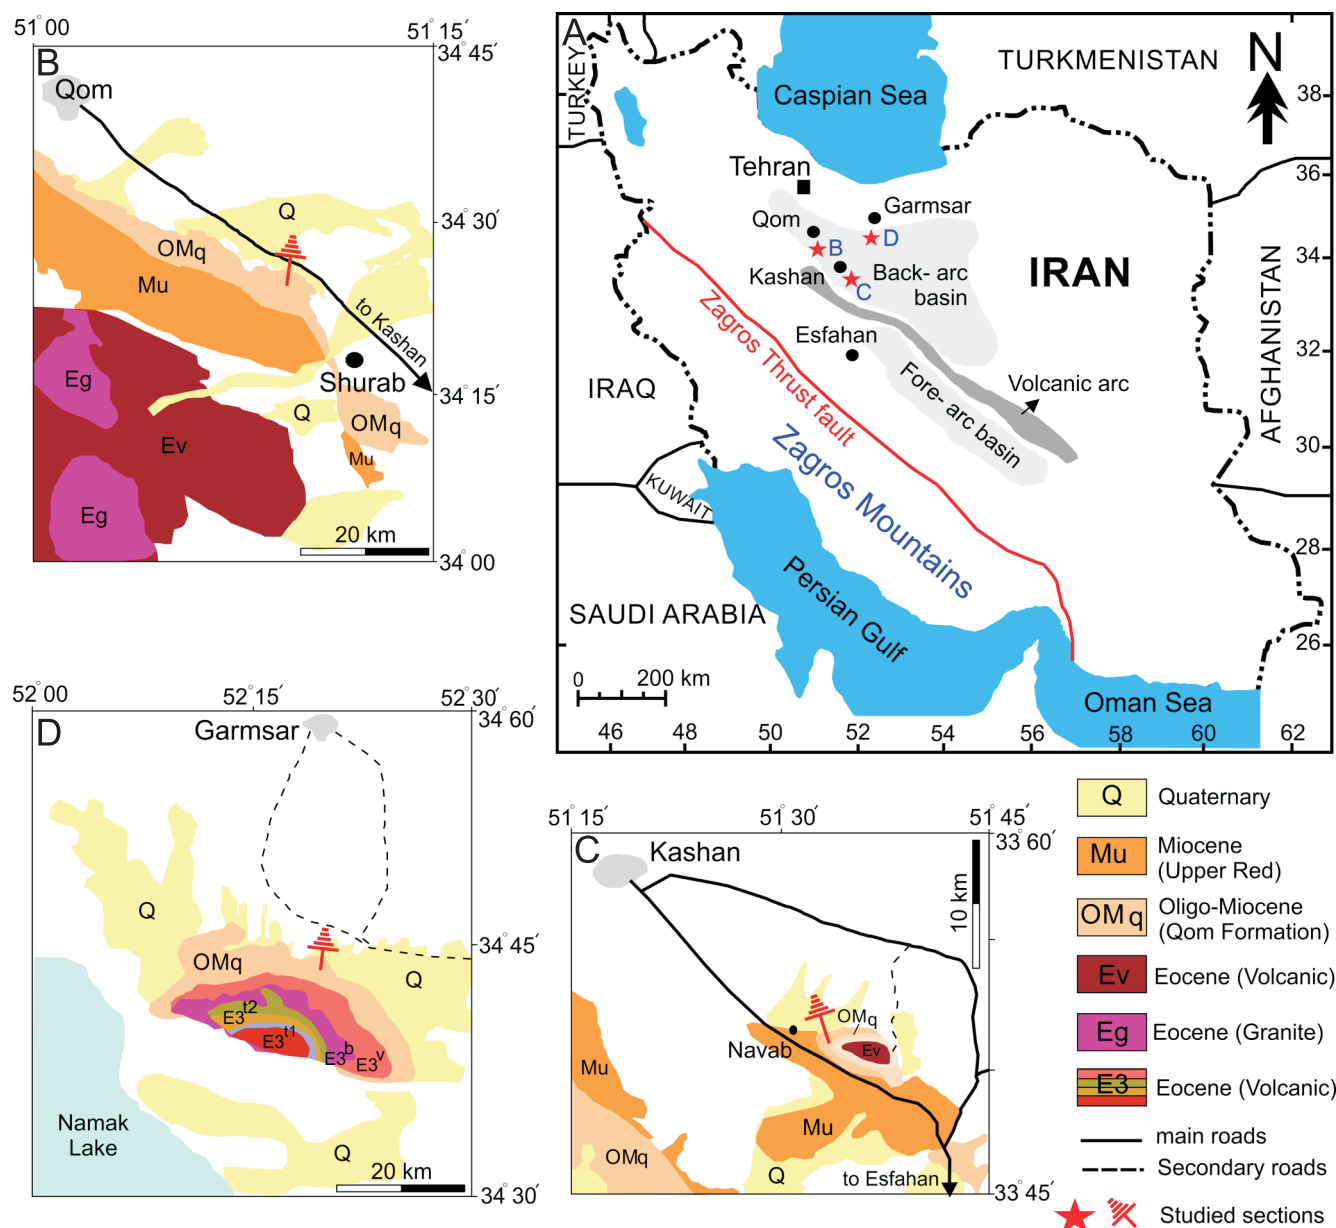 51° 00´
51° 15´
34° 45´
B
Qom
Q
34° 30´
OMq
Mu
to Kashan
Shurab
Eg
34° 15´
Q
OMq
Ev
Mu
Eg
20 km
34° 00´
A
TURKMENISTAN
N
TURKEY
Caspian Sea
38
Tehran
36
Garmsar
Qom
D
B
34
Kashan
Back- arc
basin
IRAN
C
AFGHANISTAN
Zagros Thrust fault
Esfahan
32
IRAQ
Fore- arc basin
Volcanic arc
30
Zagros Mountains
KUWAIT
28
Persian Gulf
SAUDI ARABIA
26
0
200 km
Oman Sea
46
48
50
52
54
56
58
60
62
52° 00´
52° 15´
52° 30´
34° 60´
D
Garmsar
Q
34° 45´
OMq
Q
E3t2
E3t1
E3b
E3v
Namak
Lake
Q
20 km
34° 30´
51° 15´
51° 30´
51° 45´
33° 60´
C
Kashan
10 km
OMq
Navab
Ev
Mu
Mu
OMq
Q
to Esfahan
33° 45´
Q
Quaternary
Mu
Miocene
(Upper Red)
OMq
Oligo-Miocene
(Qom Formation)
Ev
Eocene (Volcanic)
Eg
Eocene (Granite)
E3
Eocene (Volcanic)
main roads
Secondary roads
Studied sections